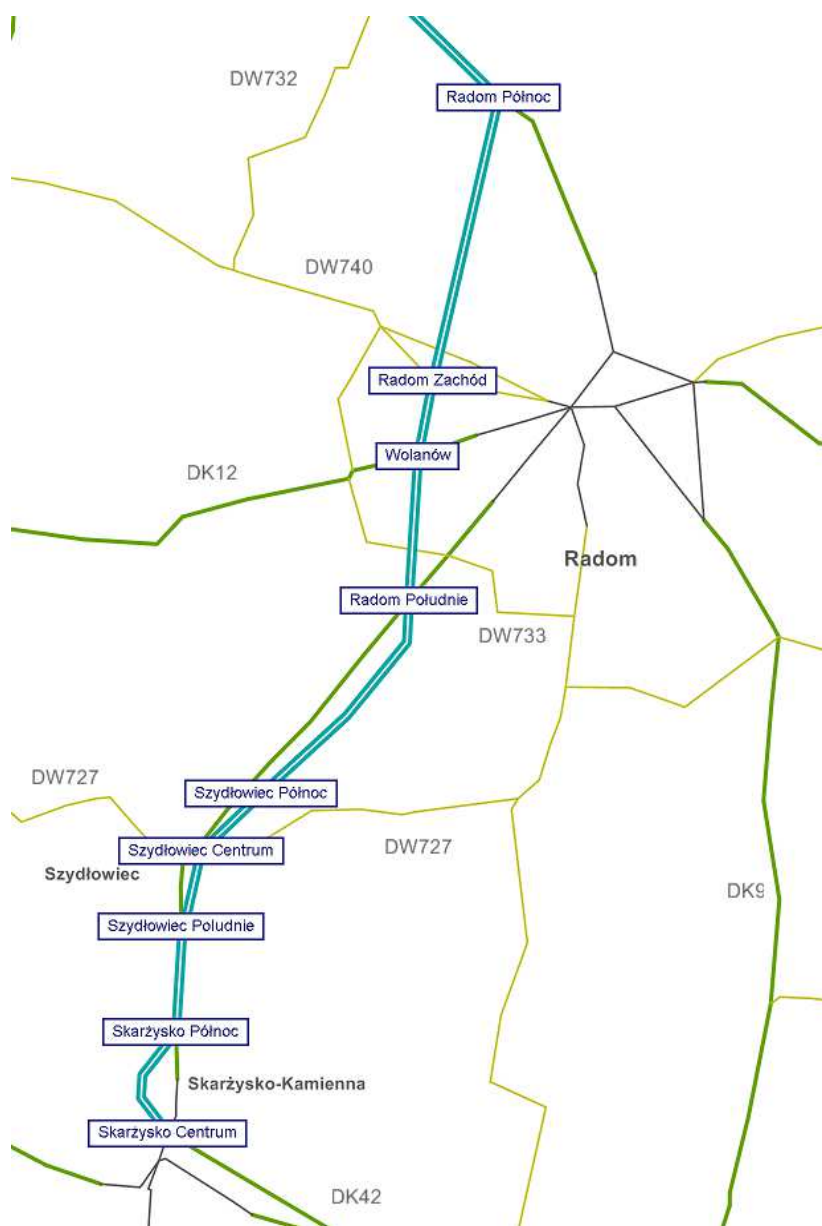 DW732
Radom Północ
DW740
Radom Zachód
Wolanów
DK12
Radom
Radom Południe
DW733
DW727
Szydłowiec Północ
DW727
Szydłowiec Centrum
Szydłowiec
DK9
Szydłowiec Poludnie
Skarżysko Północ
Skarżysko-Kamienna
Skarżysko Centrum
DK42